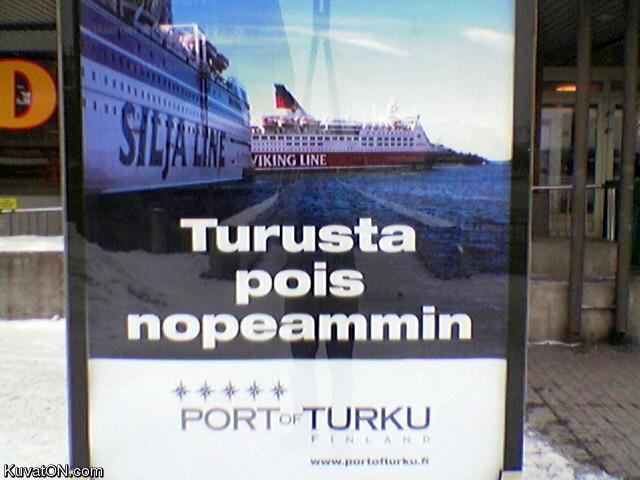 SILJA LINE
VIKING LINE
Turusta
pois
nopeammin
PORT OF TURKU
FINLAND
www.portofturku.fi
KuvatON.com